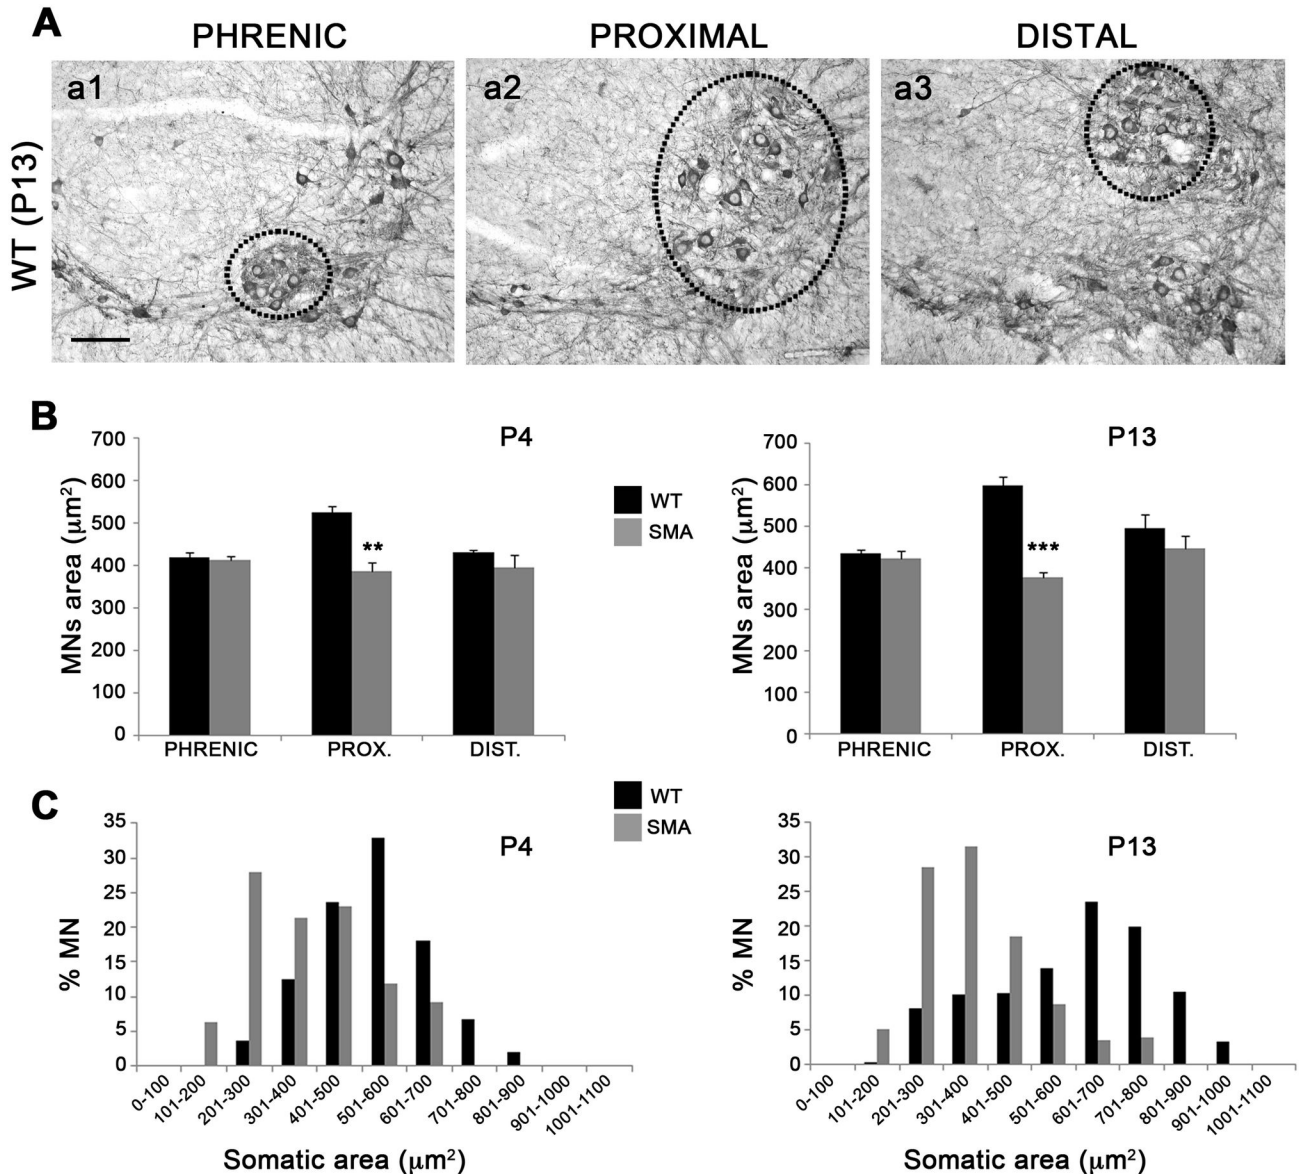 A
PHRENIC PROXIMAL DISTAL
WT (P13)
a1 a2 a3
B
P4
MNs area (μm²)
700
600
500
400
300
200
100
0
**
PHRENIC PROX. DIST.
WT
SMA
P13
MNs area (μm²)
700
600
500
400
300
200
100
0
***
PHRENIC PROX. DIST.
C
WT
SMA
P4
% MN
35
30
25
20
15
10
5
0
0-100 101-200 201-300 301-400 401-500 501-600 601-700 701-800 801-900 901-1000 1001-1100
Somatic area (μm²)
P13
% MN
35
30
25
20
15
10
5
0
0-100 101-200 201-300 301-400 401-500 501-600 601-700 701-800 801-900 901-1000 1001-1100
Somatic area (μm²)